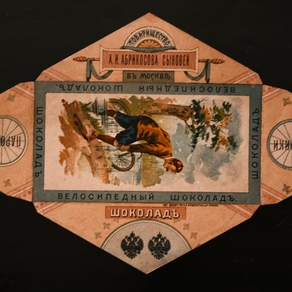 ТОВАРИЩЕСТВО
А.И. АБРИКОСОВА СЫНОВЕЙ
ВЪ МОСКВѢ
ВЕЛОСИПЕДНЫЙ ШОКОЛАДЪ
ШОКОЛАДЪ
ШОКОЛАДЪ
ВЕЛОСИПЕДНЫЙ ШОКОЛАДЪ
ШОКОЛАДЪ